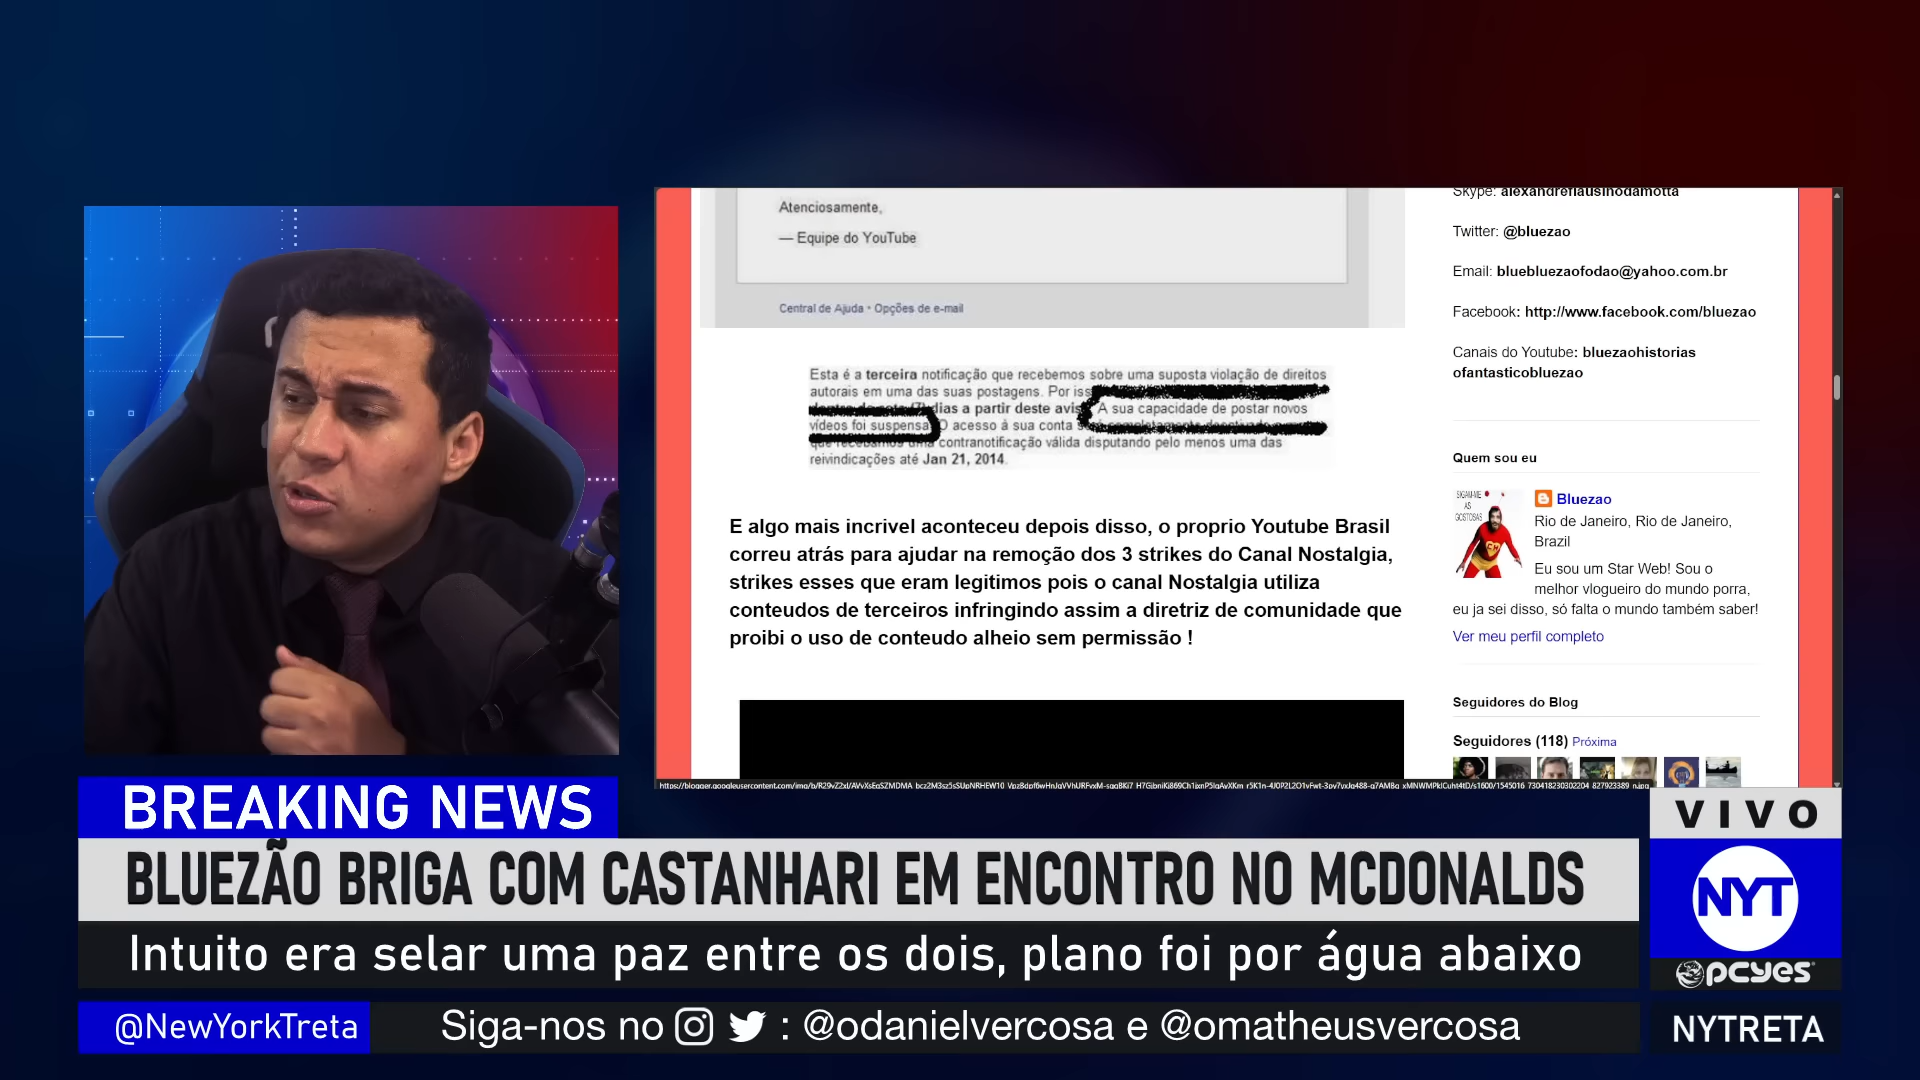 Atenciosamente,
— Equipe do YouTube
Central de Ajuda • Opções de e-mail
Esta é a terceira notificação que recebemos sobre uma suposta violação de direitos
autorais em uma das suas postagens. Por iss
dias a partir deste avis A sua capacidade de postar novos
vídeos foi suspensa. O acesso à sua conta
que recebamos uma contranotificação válida disputando pelo menos uma das
reivindicações até Jan 21, 2014.
E algo mais incrivel aconteceu depois disso, o proprio Youtube Brasil
correu atrás para ajudar na remoção dos 3 strikes do Canal Nostalgia,
strikes esses que eram legitimos pois o canal Nostalgia utiliza
conteudos de terceiros infringindo assim a diretriz de comunidade que
proibi o uso de conteudo alheio sem permissão !
Skype: alexandreflausinodamotta
Twitter: @bluezao
Email: bluebluezaofodao@yahoo.com.br
Facebook: http://www.facebook.com/bluezao
Canais do Youtube: bluezaohistorias
ofantasticobluezao
Quem sou eu
SIGAM-ME
AS
GOSTOSAS
Bluezao
Rio de Janeiro, Rio de Janeiro,
Brazil
Eu sou um Star Web! Sou o
melhor vlogueiro do mundo porra,
eu ja sei disso, só falta o mundo também saber!
Ver meu perfil completo
Seguidores do Blog
Seguidores (118) Próxima
BREAKING NEWS
BLUEZÃO BRIGA COM CASTANHARI EM ENCONTRO NO MCDONALDS
Intuito era selar uma paz entre os dois, plano foi por água abaixo
@NewYorkTreta
Siga-nos no : @odanielvercosa e @omatheusvercosa
VIVO
NYT
pcyes
NYTRETA